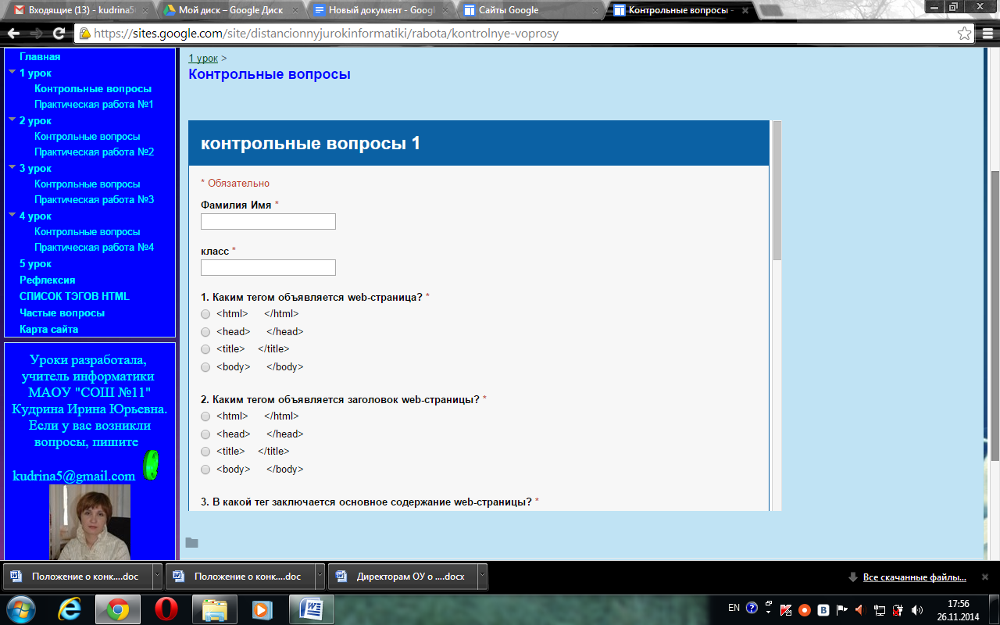 Входящие (13) - kudrina5
Мой диск – Google Диск
Новый документ - Googl
Сайты Google
Контрольные вопросы -
https://sites.google.com/site/distancionnyjurokinformatiki/rabota/kontrolnye-voprosy
Главная
1 урок
Контрольные вопросы
Практическая работа №1
2 урок
Контрольные вопросы
Практическая работа №2
3 урок
Контрольные вопросы
Практическая работа №3
4 урок
Контрольные вопросы
Практическая работа №4
5 урок
Рефлексия
СПИСОК ТЭГОВ HTML
Частые вопросы
Карта сайта
Уроки разработала,
учитель информатики
МАОУ "СОШ №11"
Кудрина Ирина Юрьевна.
Если у вас возникли
вопросы, пишите
kudrina5@gmail.com
1 урок >
Контрольные вопросы
контрольные вопросы 1
* Обязательно
Фамилия Имя *
класс *
1. Каким тегом объявляется web-страница? *
<html> </html>
<head> </head>
<title> </title>
<body> </body>
2. Каким тегом объявляется заголовок web-страницы? *
<html> </html>
<head> </head>
<title> </title>
<body> </body>
3. В какой тег заключается основное содержание web-страницы? *
Положение о конк....doc
Положение о конк....doc
Директорам ОУ о ....docx
Все скачанные файлы...
EN
17:56
26.11.2014